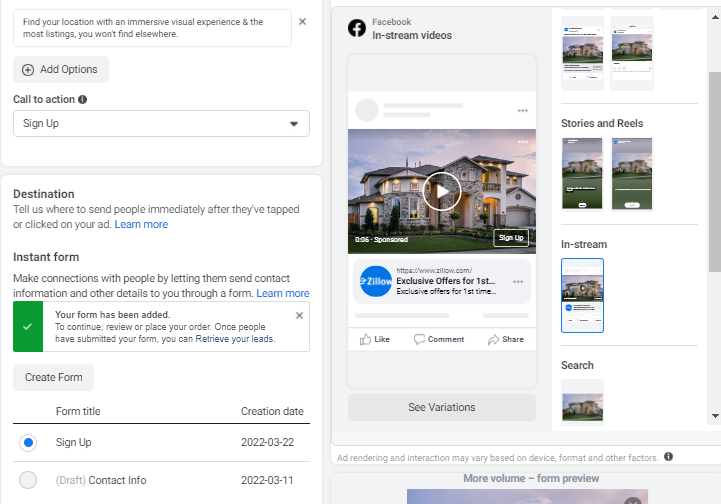 Find your location with an immersive visual experience & the
most listings, you won't find elsewhere.
Add Options
Call to action
Sign Up
Destination
Tell us where to send people immediately after they've tapped
or clicked on your ad. Learn more
Instant form
Make connections with people by letting them send contact
information and other details to you through a form. Learn more
Your form has been added.
To continue, review or place your order. Once people
have submitted your form, you can Retrieve your leads.
Create Form
Form title Creation date
Sign Up 2022-03-22
(Draft) Contact Info 2022-03-11
Facebook
In-stream videos
0:06 · Sponsored
Sign Up
Zillow
https://www.zillow.com/
Exclusive Offers for 1st...
Exclusive offers for 1st time...
Like Comment Share
See Variations
Stories and Reels
In-stream
Search
Ad rendering and interaction may vary based on device, format and other factors.
More volume – form preview